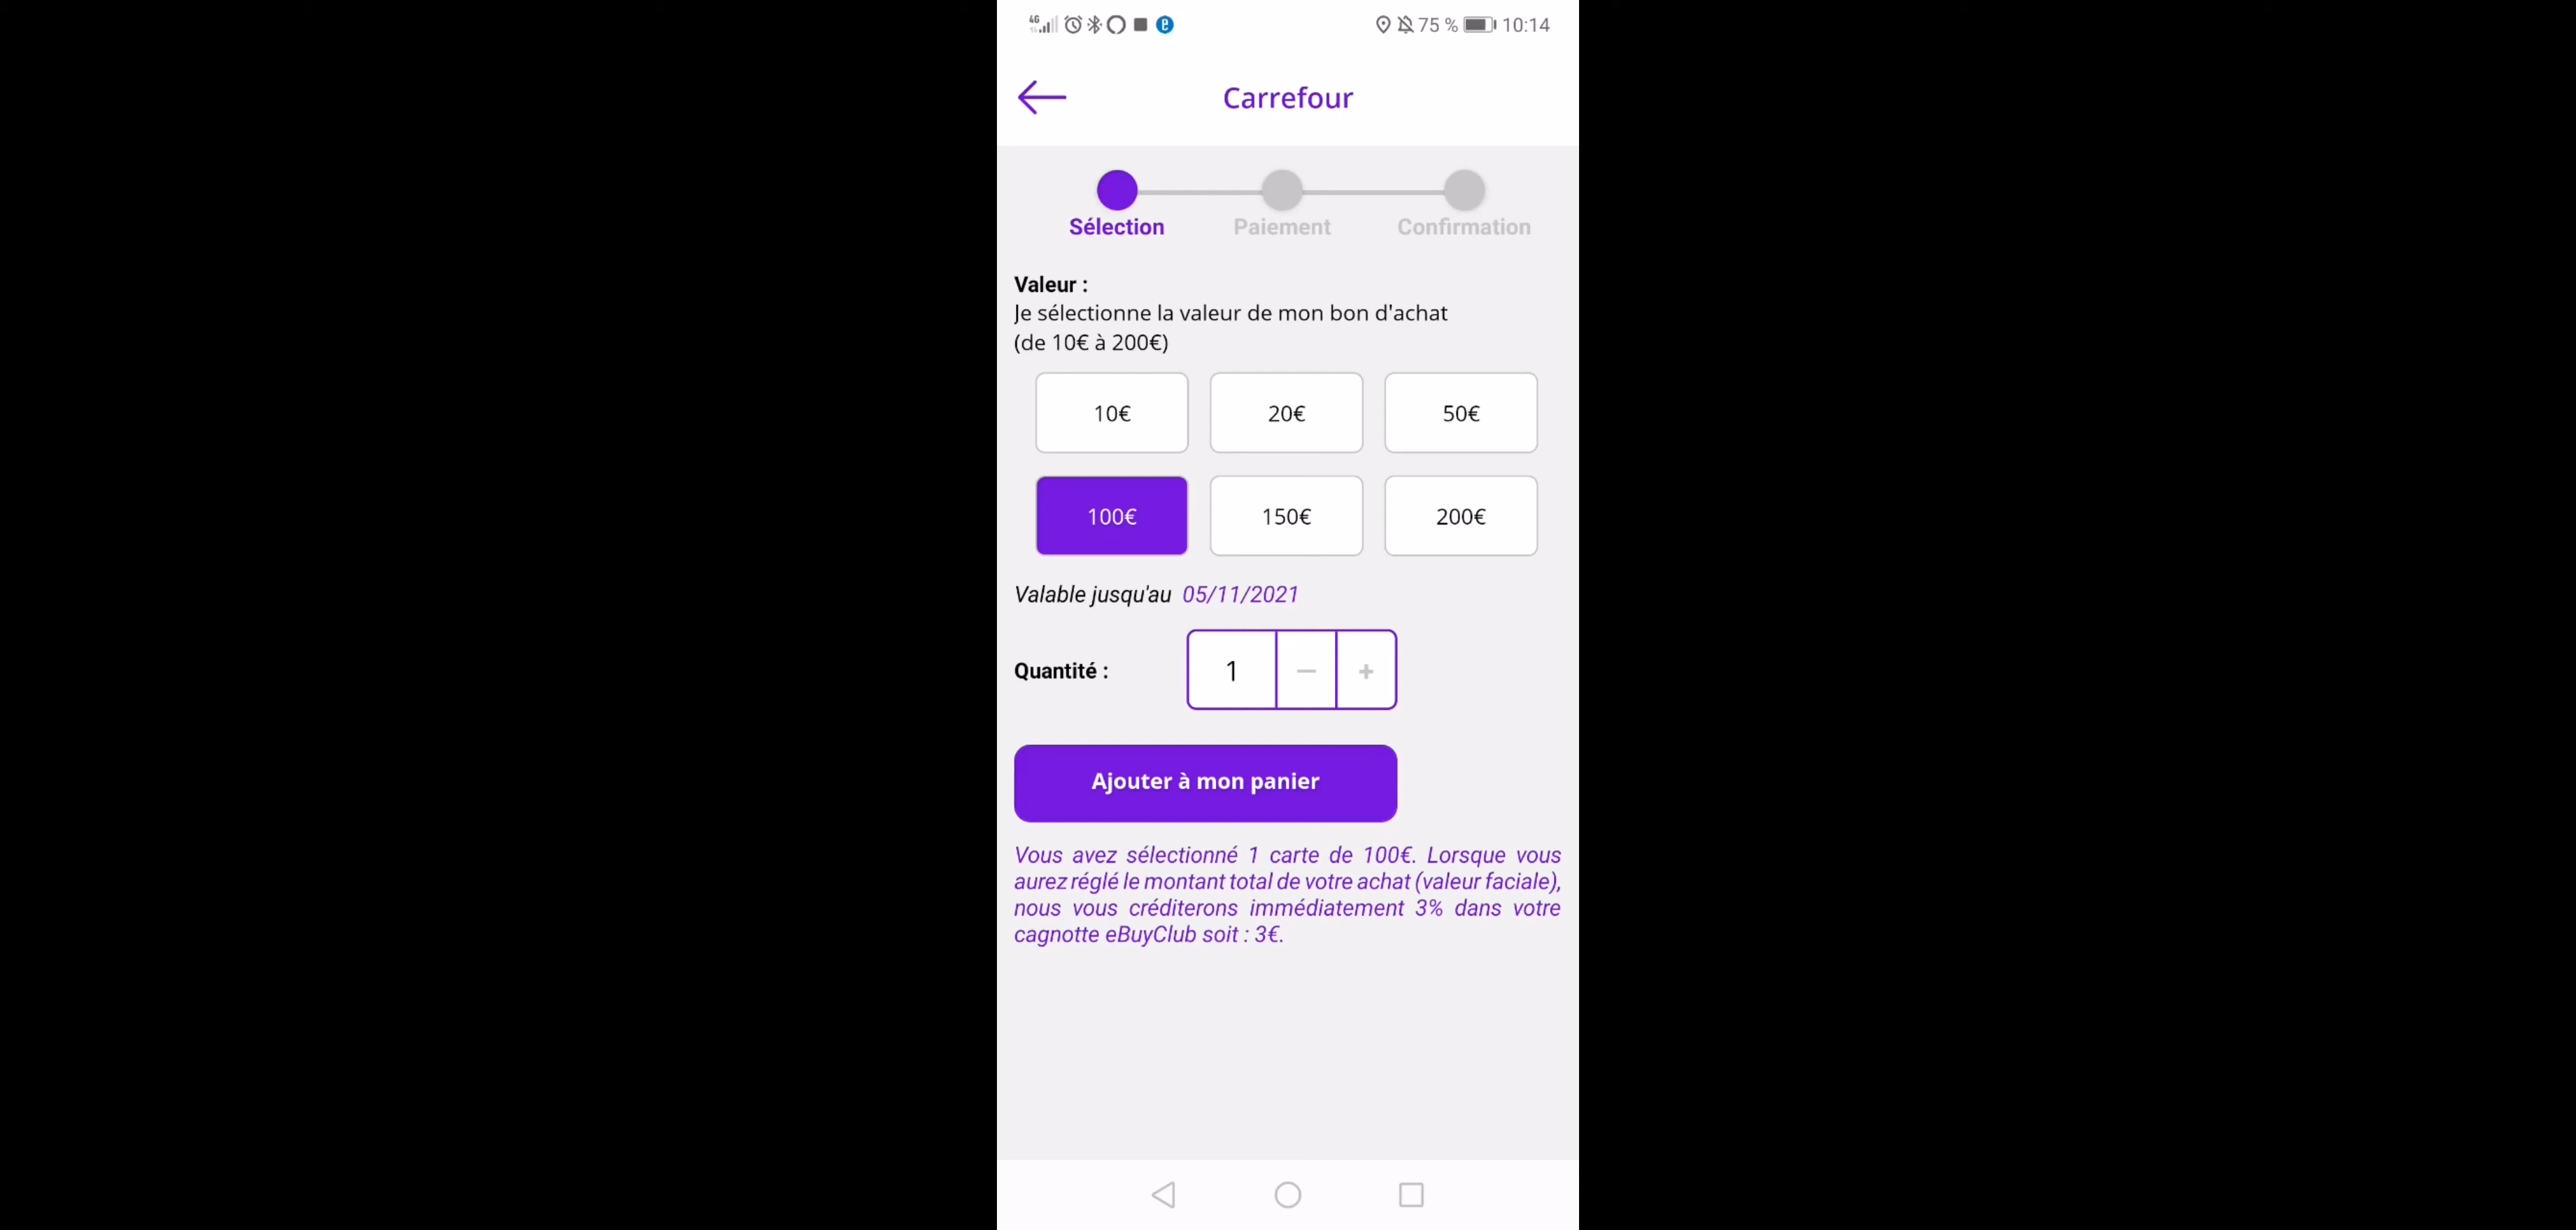 4G 75 % 10:14
Carrefour
Sélection Paiement Confirmation
Valeur :
Je sélectionne la valeur de mon bon d'achat
(de 10€ à 200€)
10€ 20€ 50€
100€ 150€ 200€
Valable jusqu'au 05/11/2021
Quantité : 1 — +
Ajouter à mon panier
Vous avez sélectionné 1 carte de 100€. Lorsque vous
aurez réglé le montant total de votre achat (valeur faciale),
nous vous créditerons immédiatement 3% dans votre
cagnotte eBuyClub soit : 3€.